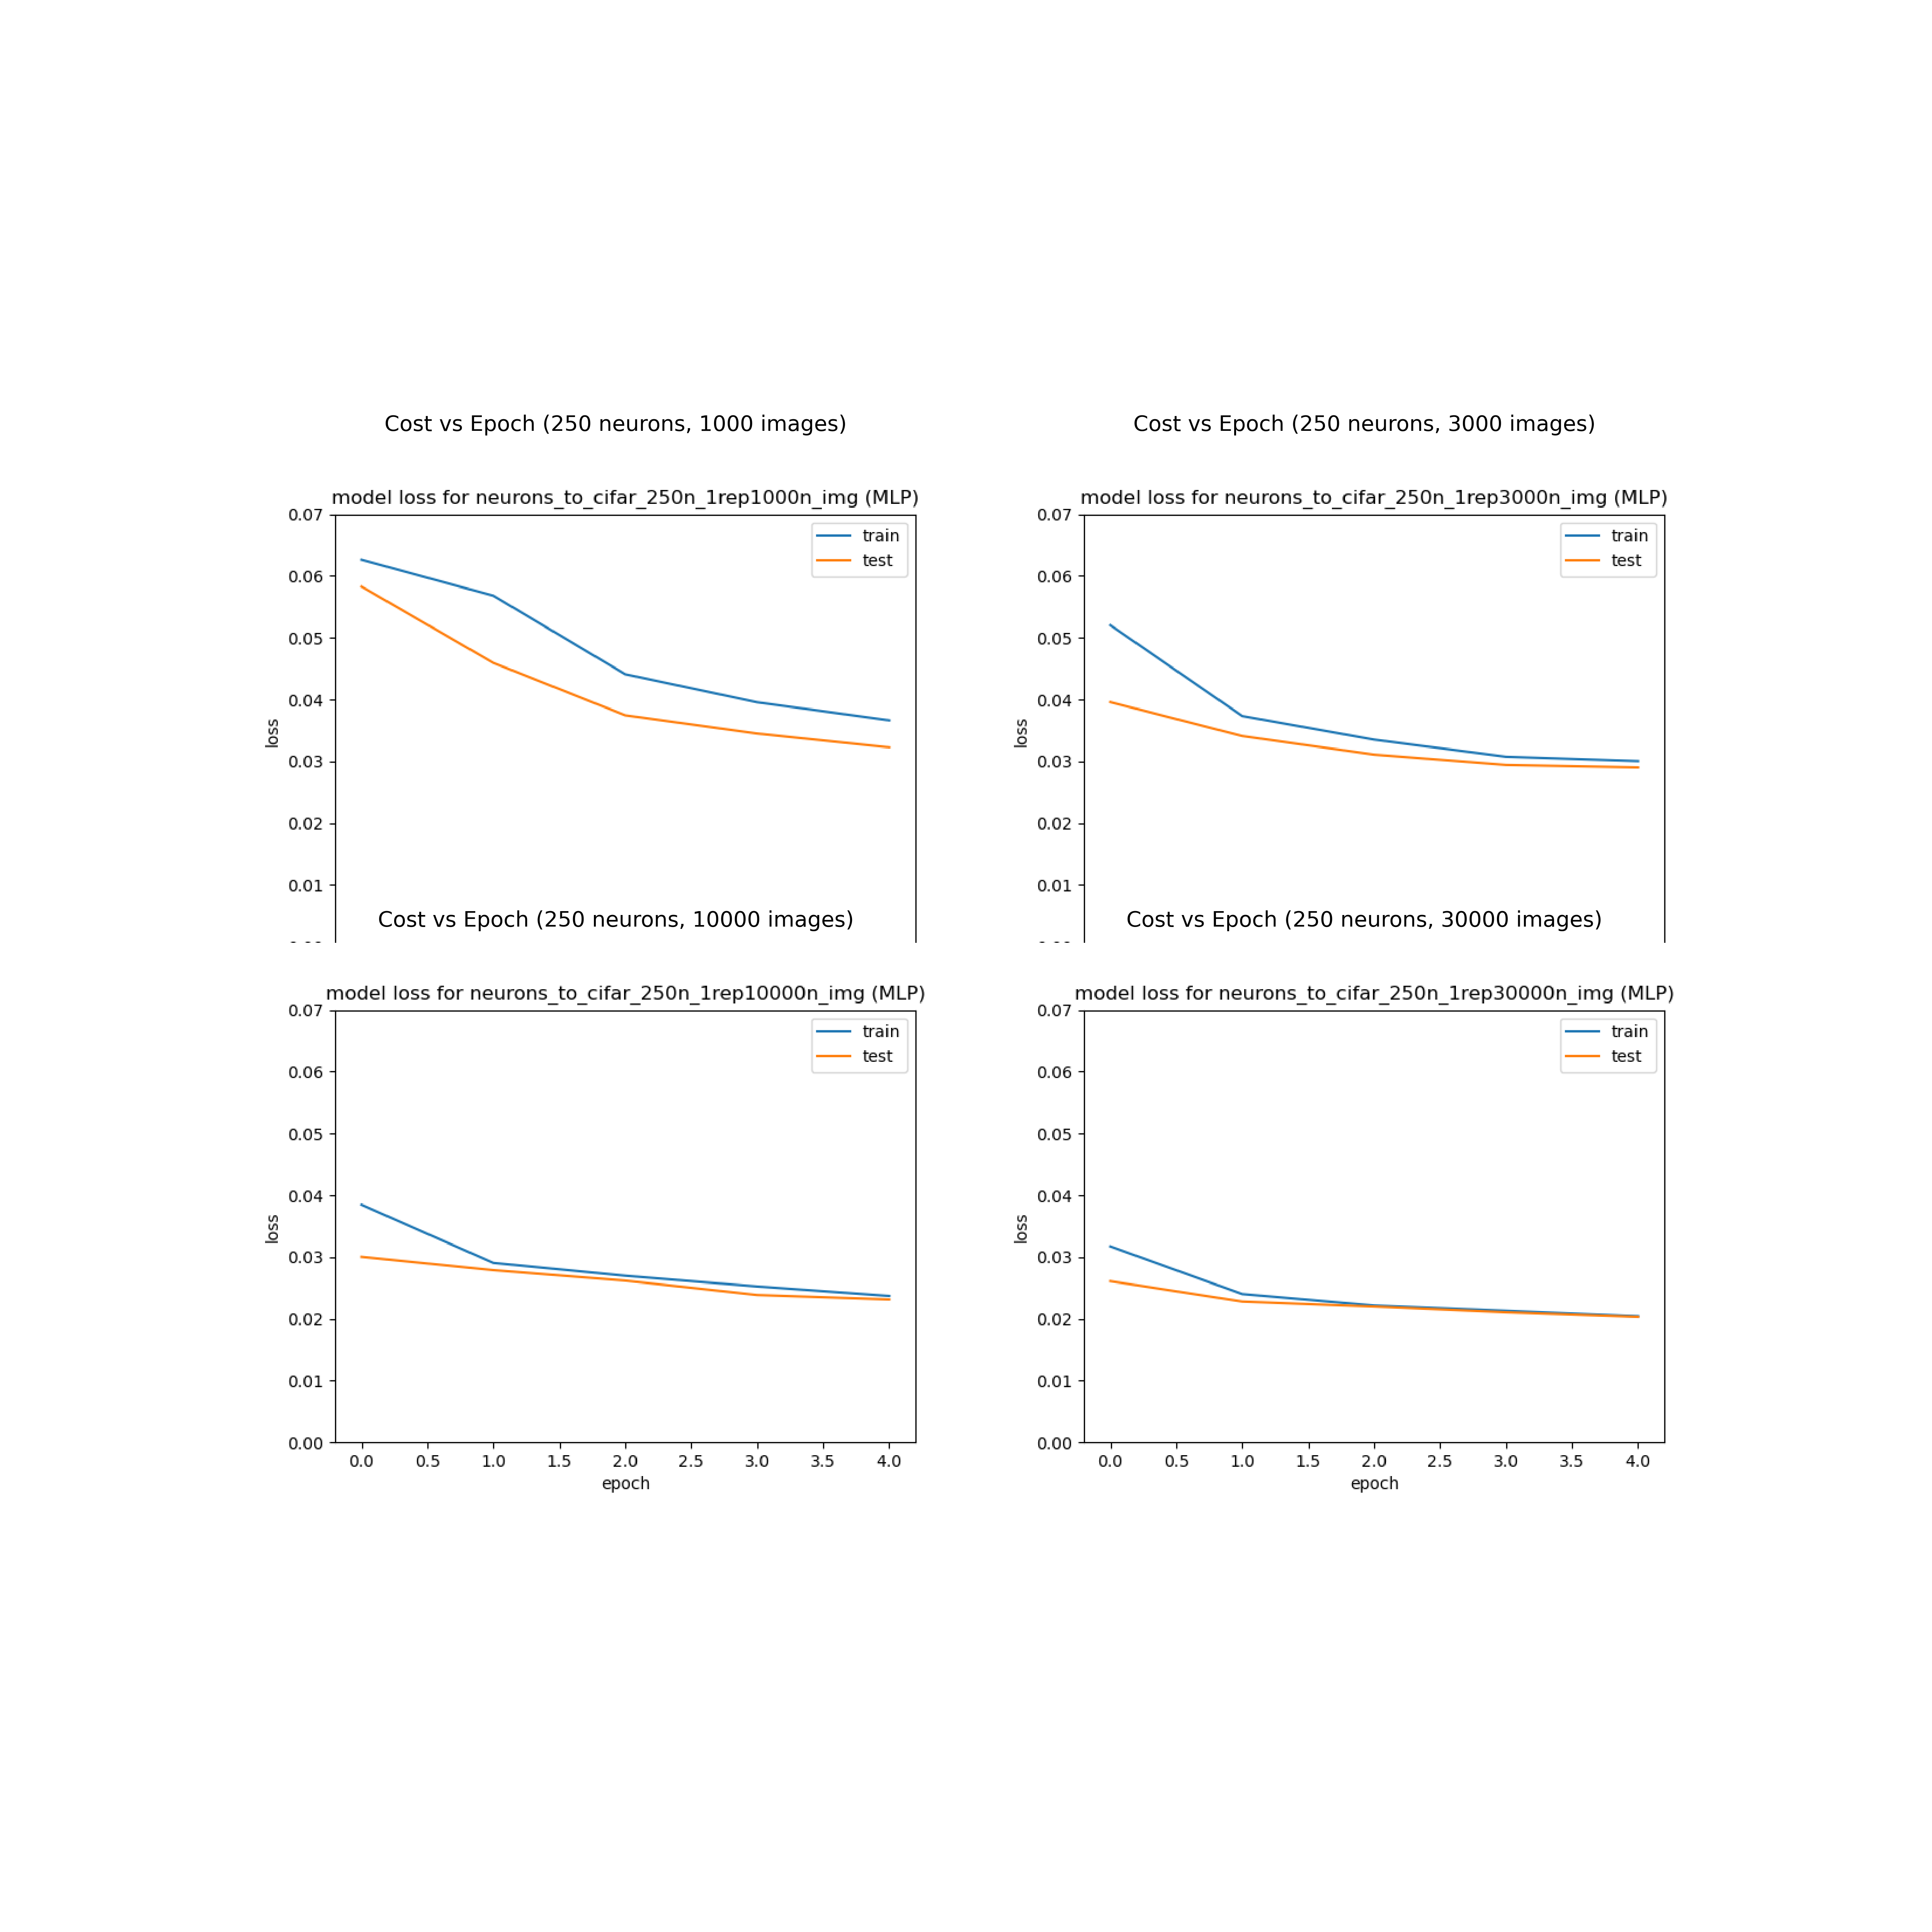 Cost vs Epoch (250 neurons, 1000 images)
model loss for neurons_to_cifar_250n_1rep1000n_img (MLP)
0.07
0.06
0.05
0.04
0.03
0.02
0.01
loss
train
test
Cost vs Epoch (250 neurons, 3000 images)
model loss for neurons_to_cifar_250n_1rep3000n_img (MLP)
0.07
0.06
0.05
0.04
0.03
0.02
0.01
loss
train
test
Cost vs Epoch (250 neurons, 10000 images)
model loss for neurons_to_cifar_250n_1rep10000n_img (MLP)
0.07
0.06
0.05
0.04
0.03
0.02
0.01
0.00
loss
train
test
0.0 0.5 1.0 1.5 2.0 2.5 3.0 3.5 4.0
epoch
Cost vs Epoch (250 neurons, 30000 images)
model loss for neurons_to_cifar_250n_1rep30000n_img (MLP)
0.07
0.06
0.05
0.04
0.03
0.02
0.01
0.00
loss
train
test
0.0 0.5 1.0 1.5 2.0 2.5 3.0 3.5 4.0
epoch